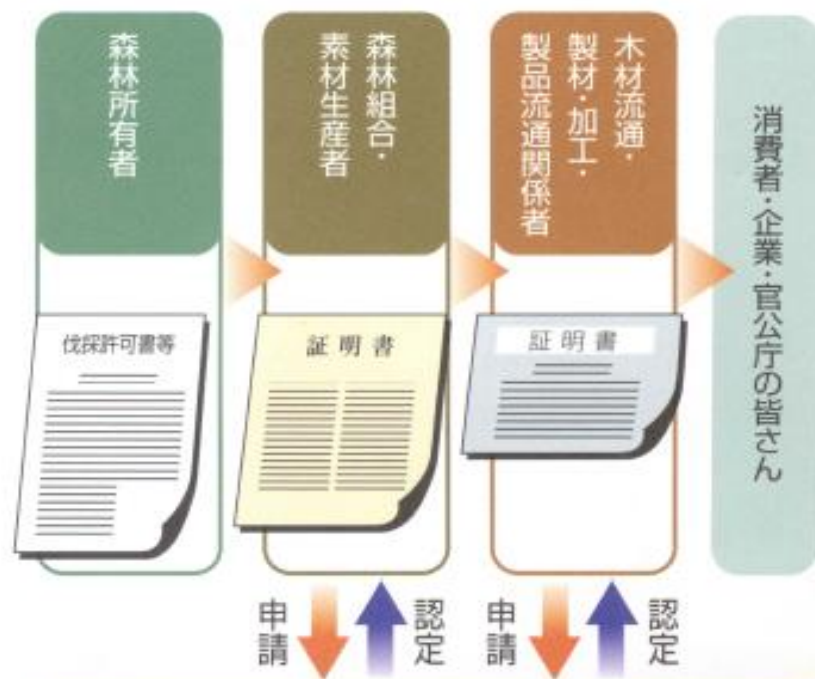 森林所有者
伐採許可書等
森林組合・
素材生産者
証明書
木材流通・
製材・加工・
製品流通関係者
証明書
消費者・企業・官公庁の皆さん
申請
認定
申請
認定